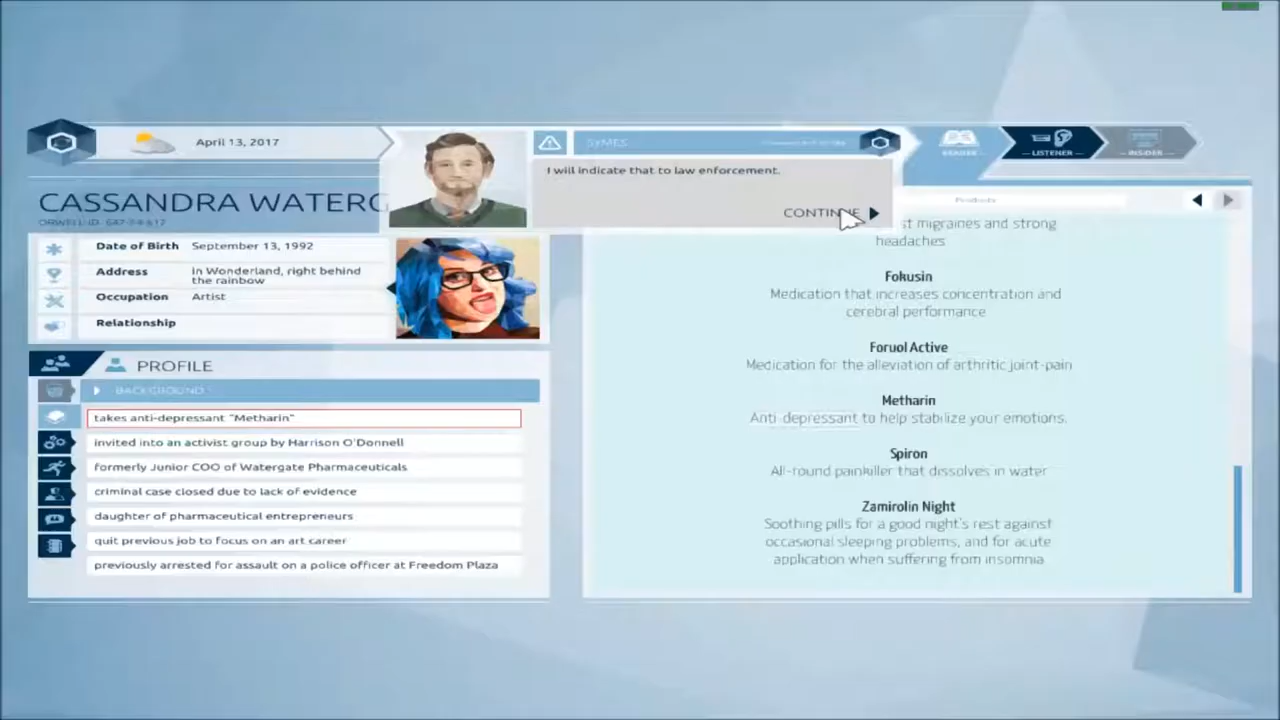 April 13, 2017
SYMES
READER
LISTENER
INSIDER
I will indicate that to law enforcement.
CONTINUE
CASSANDRA WATERG
Products
Date of Birth September 13, 1992
Address In Wonderland, right behind
the rainbow
Occupation Artist
Relationship
PROFILE
BACKGROUND
takes anti-depressant "Metharin"
invited into an activist group by Harrison O'Donnell
formerly Junior COO of Watergate Pharmaceuticals
criminal case closed due to lack of evidence
daughter of pharmaceutical entrepreneurs
quit previous job to focus on an art career
previously arrested for assault on a police officer at Freedom Plaza
migraines and strong
headaches
Fokusin
Medication that increases concentration and
cerebral performance
Foruol Active
Medication for the alleviation of arthritic joint-pain
Metharin
Anti-depressant to help stabilize your emotions.
Spiron
All-round painkiller that dissolves in water
Zamirolin Night
Soothing pills for a good night's rest against
occasional sleeping problems, and for acute
application when suffering from insomnia